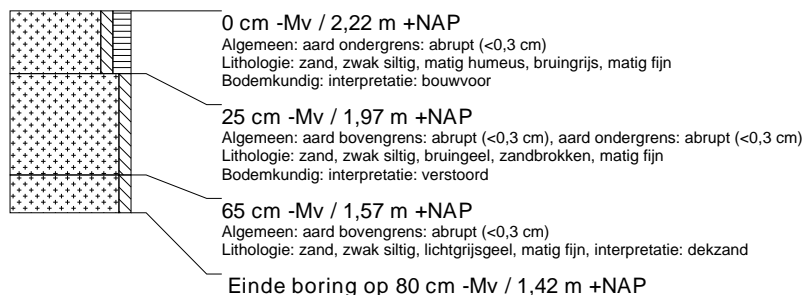 0 cm -Mv / 2,22 m +NAP
Algemeen: aard ondergrens: abrupt (<0,3 cm)
Lithologie: zand, zwak siltig, matig humeus, bruingrijs, matig fijn
Bodemkundig: interpretatie: bouwvoor
25 cm -Mv / 1,97 m +NAP
Algemeen: aard bovengrens: abrupt (<0,3 cm), aard ondergrens: abrupt (<0,3 cm)
Lithologie: zand, zwak siltig, bruingeel, zandbrokken, matig fijn
Bodemkundig: interpretatie: verstoord
65 cm -Mv / 1,57 m +NAP
Algemeen: aard bovengrens: abrupt (<0,3 cm)
Lithologie: zand, zwak siltig, lichtgrijsgeel, matig fijn, interpretatie: dekzand
Einde boring op 80 cm -Mv / 1,42 m +NAP